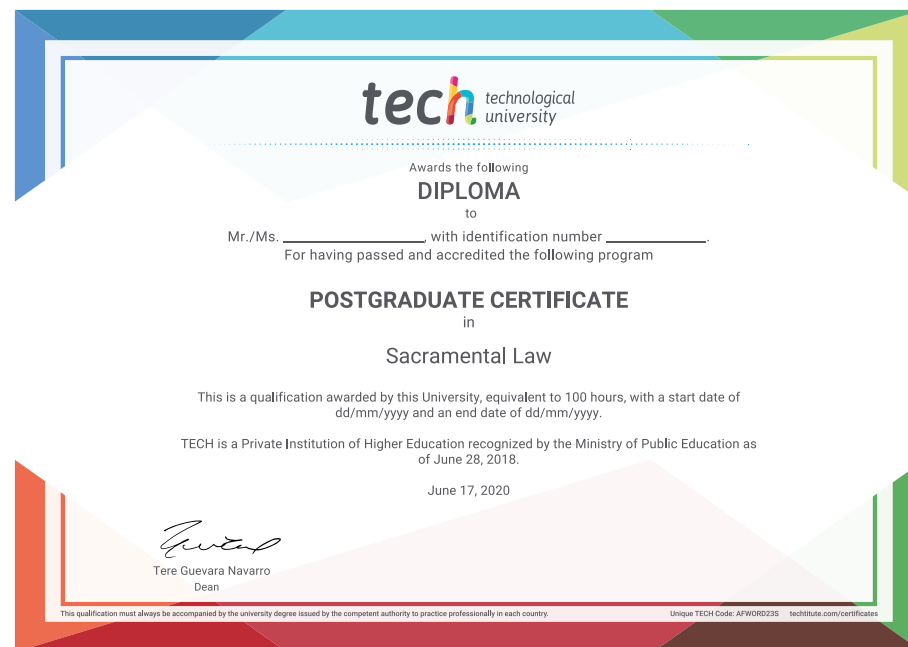 tech technological
university
Awards the following
DIPLOMA
to
Mr./Ms. ____________________, with identification number ______________.
For having passed and accredited the following program
POSTGRADUATE CERTIFICATE
in
Sacramental Law
This is a qualification awarded by this University, equivalent to 100 hours, with a start date of
dd/mm/yyyy and an end date of dd/mm/yyyy.
TECH is a Private Institution of Higher Education recognized by the Ministry of Public Education as
of June 28, 2018.
June 17, 2020
Tere Guevara Navarro
Dean
This qualification must always be accompanied by the university degree issued by the competent authority to practice professionally in each country. Unique TECH Code: AFWORD23S techtitute.com/certificates